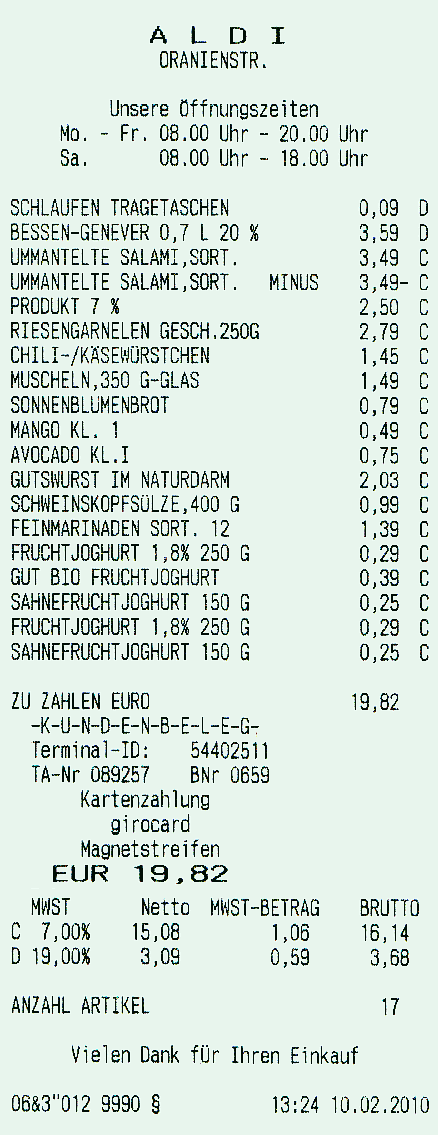 A L D I
ORANIENSTR.
Unsere Öffnungszeiten
Mo. - Fr. 08.00 Uhr - 20.00 Uhr
Sa. 08.00 Uhr - 18.00 Uhr
SCHLAUFEN TRAGETASCHEN 0,09 D
BESSEN-GENEVER 0,7 L 20 % 3,59 D
UMMANTELTE SALAMI,SORT. 3,49 C
UMMANTELTE SALAMI,SORT. MINUS 3,49- C
PRODUKT 7 % 2,50 C
RIESENGARNELEN GESCH.250G 2,79 C
CHILI-/KÄSEWÜRSTCHEN 1,45 C
MUSCHELN,350 G-GLAS 1,49 C
SONNENBLUMENBROT 0,79 C
MANGO KL. 1 0,49 C
AVOCADO KL.I 0,75 C
GUTSWURST IM NATURDARM 2,03 C
SCHWEINSKOPFSÜLZE,400 G 0,99 C
FEINMARINADEN SORT. 12 1,39 C
FRUCHTJOGHURT 1,8% 250 G 0,29 C
GUT BIO FRUCHTJOGHURT 0,39 C
SAHNEFRUCHTJOGHURT 150 G 0,25 C
FRUCHTJOGHURT 1,8% 250 G 0,29 C
SAHNEFRUCHTJOGHURT 150 G 0,25 C
ZU ZAHLEN EURO 19,82
-K-U-N-D-E-N-B-E-L-E-G-
Terminal-ID: 54402511
TA-Nr 089257 BNr 0659
Kartenzahlung
girocard
Magnetstreifen
EUR 19,82
MWST Netto MWST-BETRAG BRUTTO
C 7,00% 15,08 1,06 16,14
D 19,00% 3,09 0,59 3,68
ANZAHL ARTIKEL 17
Vielen Dank für Ihren Einkauf
06&3"012 9990 § 13:24 10.02.2010